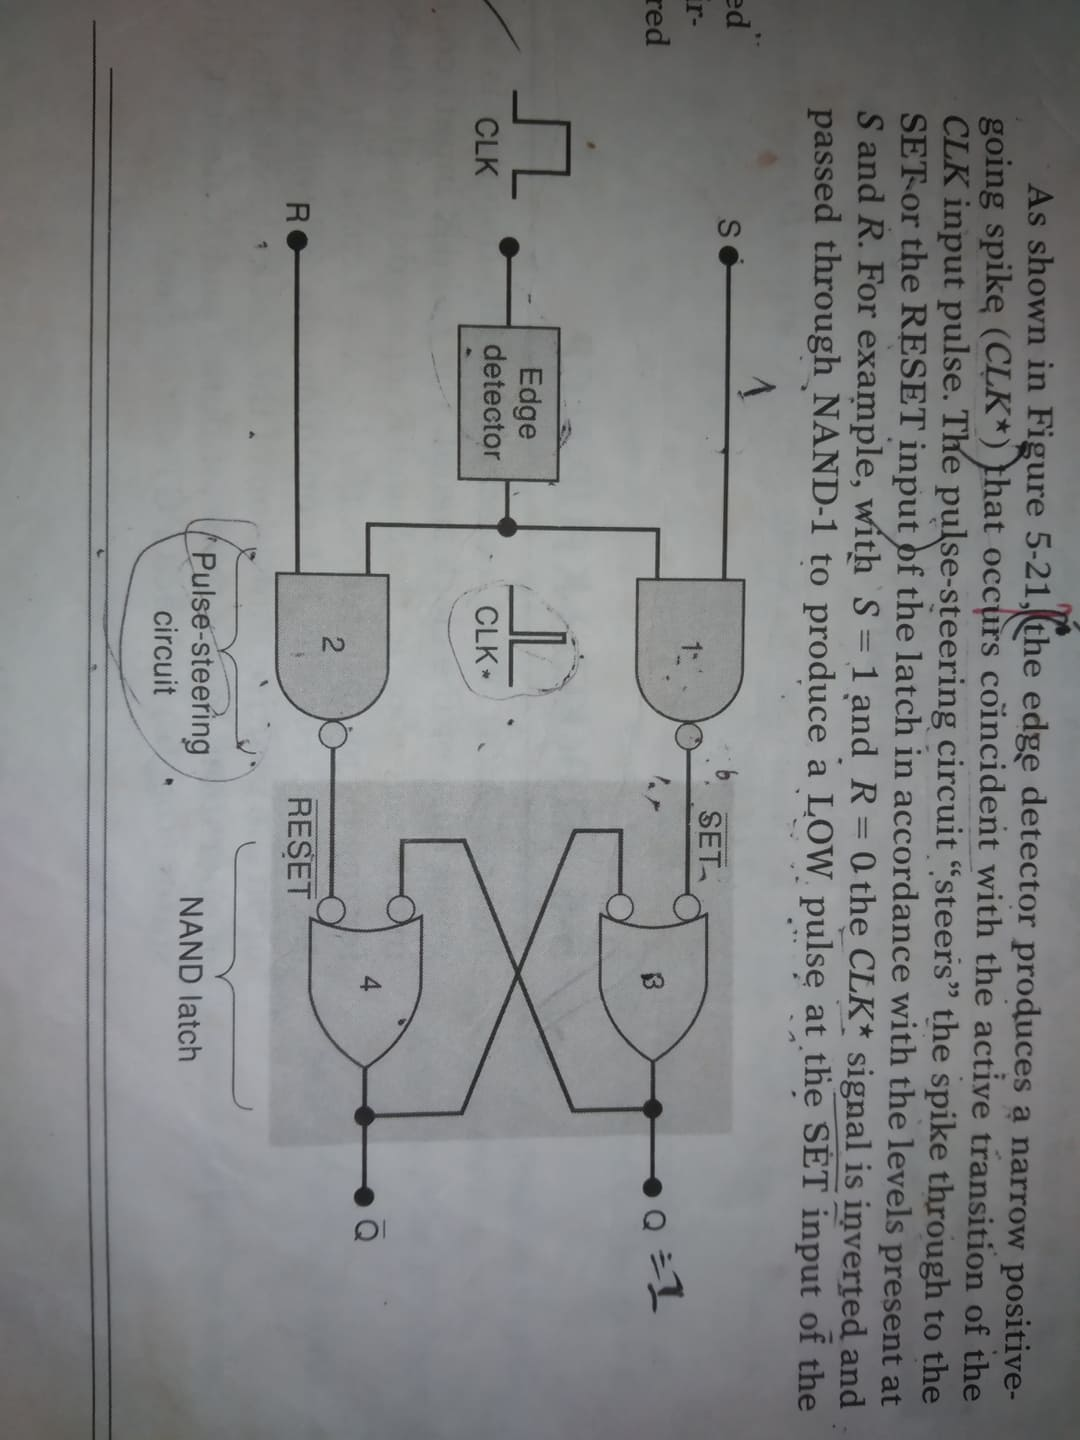 ed
ir-
red
As shown in Figure 5-21, the edge detector produces a narrow positive-
going spike (CLK*) that occurs coincident with the active transition of the
CLK input pulse. The pulse-steering circuit "steers" the spike through to the
SET or the RESET input of the latch in accordance with the levels present at
S and R. For example, with S = 1 and R = 0 the CLK* signal is inverted and
passed through NAND-1 to produce a LOW pulse at the S̅E̅T̅ input of the
1
S
1
S̅E̅T̅
3
Q = 1
CLK
Edge
detector
CLK*
R
2
R̅E̅S̅E̅T̅
4
Q̅
Pulse-steering
circuit
NAND latch